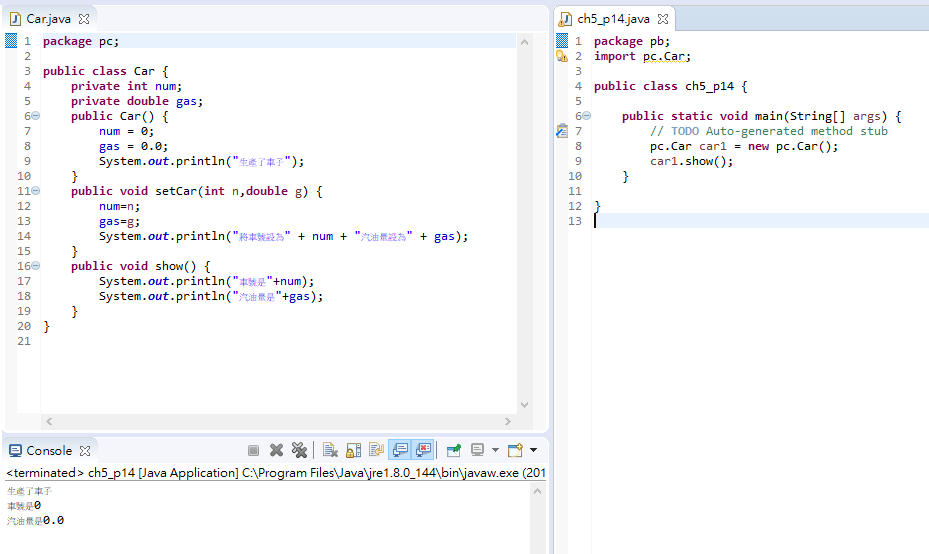 Car.java
1 package pc;
2
3 public class Car {
4 private int num;
5 private double gas;
6 public Car() {
7 num = 0;
8 gas = 0.0;
9 System.out.println("生產了車子");
10 }
11 public void setCar(int n,double g) {
12 num=n;
13 gas=g;
14 System.out.println("將車號設為" + num + "汽油量設為" + gas);
15 }
16 public void show() {
17 System.out.println("車號是"+num);
18 System.out.println("汽油量是"+gas);
19 }
20 }
21
ch5_p14.java
1 package pb;
2 import pc.Car;
3
4 public class ch5_p14 {
5
6 public static void main(String[] args) {
7 // TODO Auto-generated method stub
8 pc.Car car1 = new pc.Car();
9 car1.show();
10 }
11
12 }
13
Console
<terminated> ch5_p14 [Java Application] C:\Program Files\Java\jre1.8.0_144\bin\javaw.exe (201
生產了車子
車號是0
汽油量是0.0